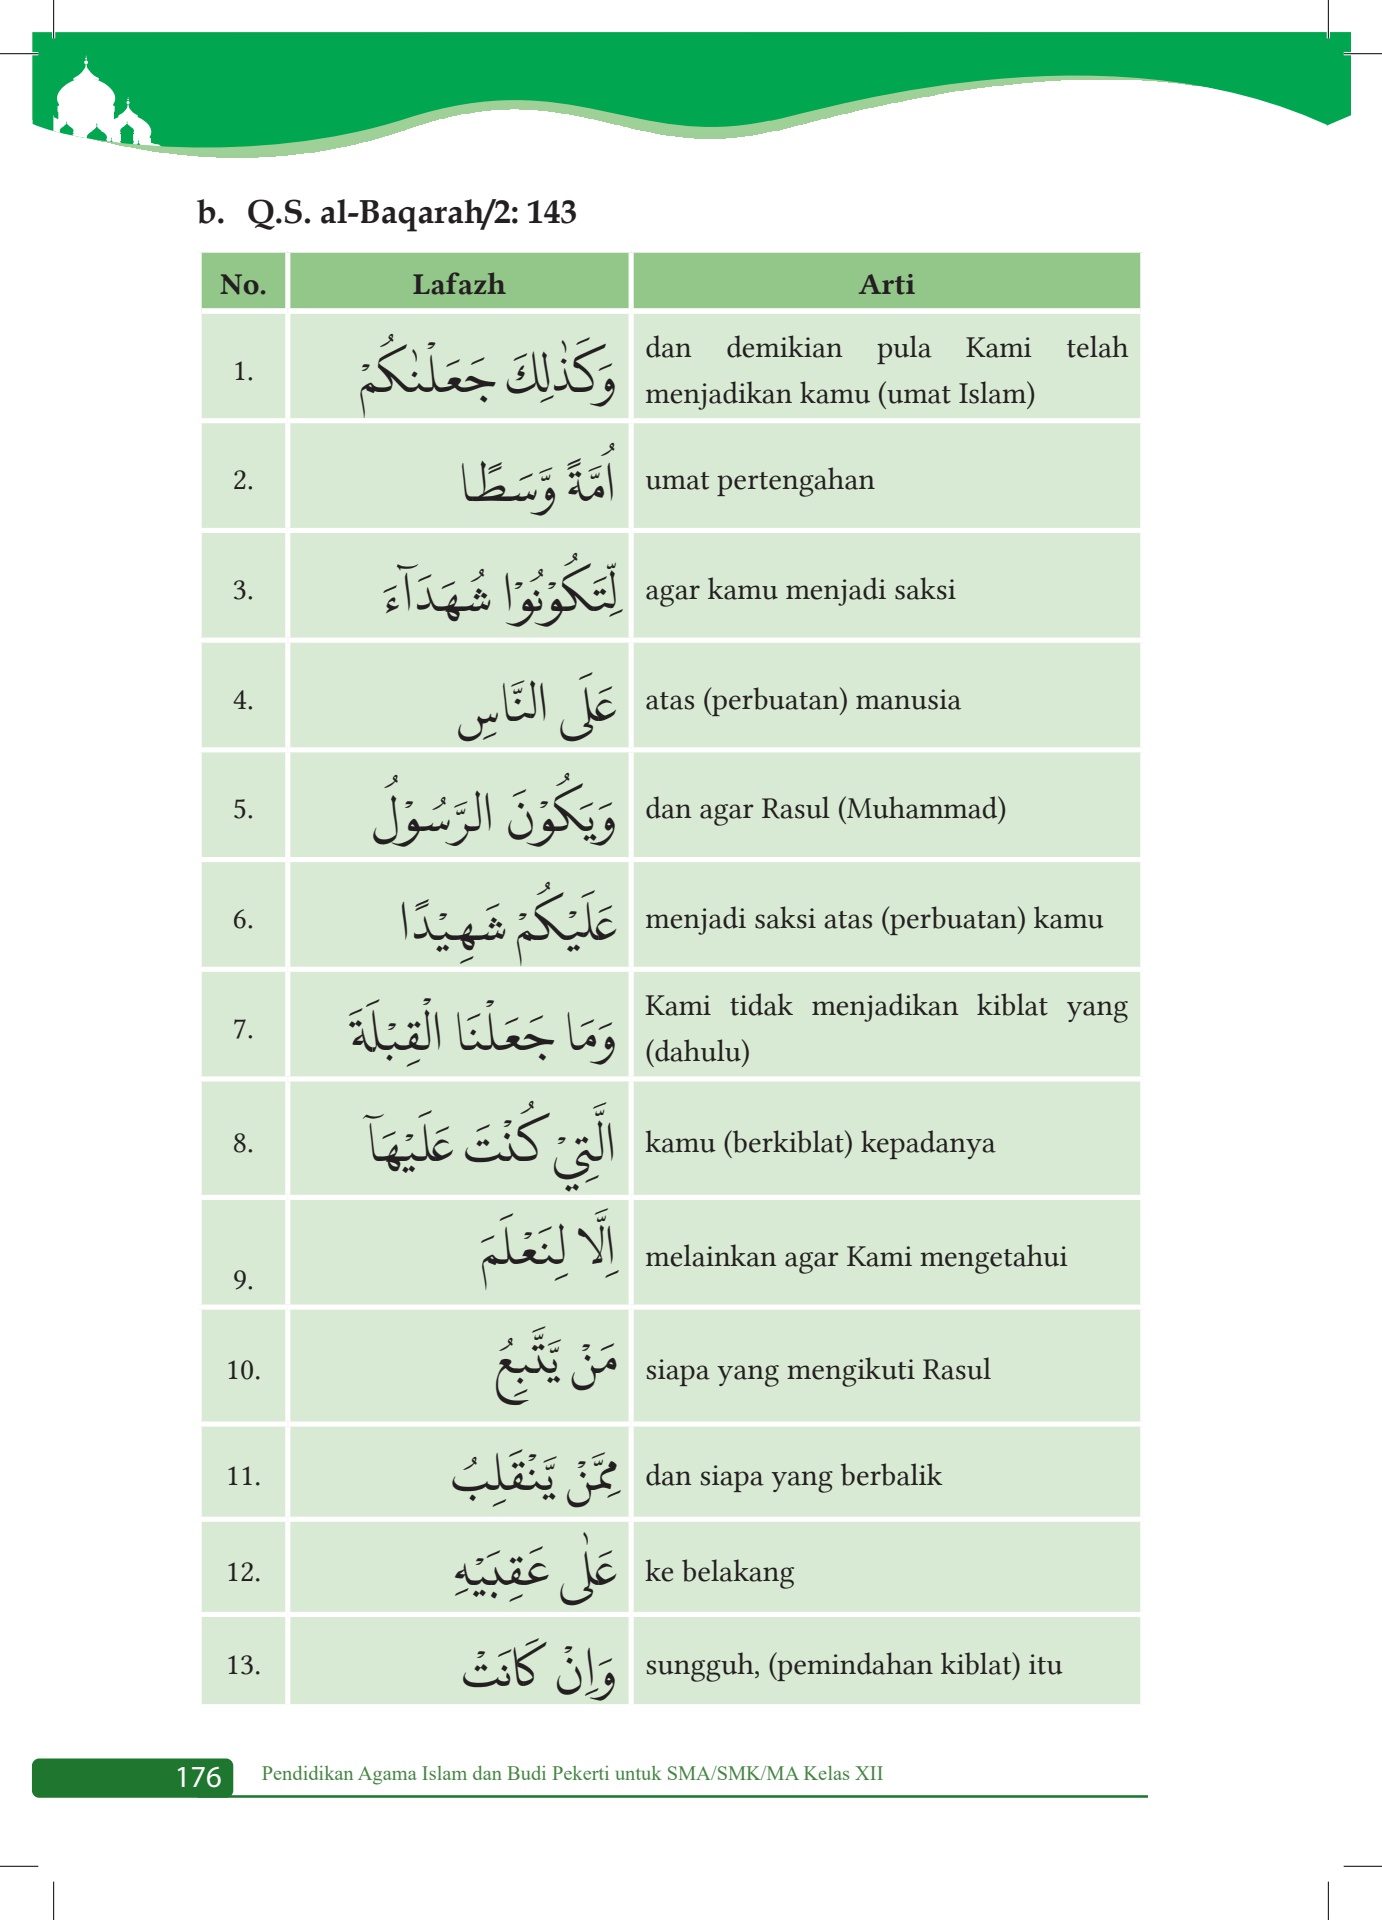 b. Q.S. al-Baqarah/2: 143
No. Lafazh Arti
1. وَكَذٰلِكَ جَعَلْنٰكُمْ dan demikian pula Kami telah
menjadikan kamu (umat Islam)
2. اُمَّةً وَّسَطًا umat pertengahan
3. لِّتَكُوْنُوْا شُهَدَآءَ agar kamu menjadi saksi
4. عَلَى النَّاسِ atas (perbuatan) manusia
5. وَيَكُوْنَ الرَّسُوْلُ dan agar Rasul (Muhammad)
6. عَلَيْكُمْ شَهِيْدًا menjadi saksi atas (perbuatan) kamu
7. وَمَا جَعَلْنَا الْقِبْلَةَ Kami tidak menjadikan kiblat yang
(dahulu)
8. الَّتِيْ كُنْتَ عَلَيْهَآ kamu (berkiblat) kepadanya
9. اِلَّا لِنَعْلَمَ melainkan agar Kami mengetahui
10. مَنْ يَّتَّبِعُ siapa yang mengikuti Rasul
11. مِمَّنْ يَّنْقَلِبُ dan siapa yang berbalik
12. عَلٰى عَقِبَيْهِ ke belakang
13. وَاِنْ كَانَتْ sungguh, (pemindahan kiblat) itu
176 Pendidikan Agama Islam dan Budi Pekerti untuk SMA/SMK/MA Kelas XII